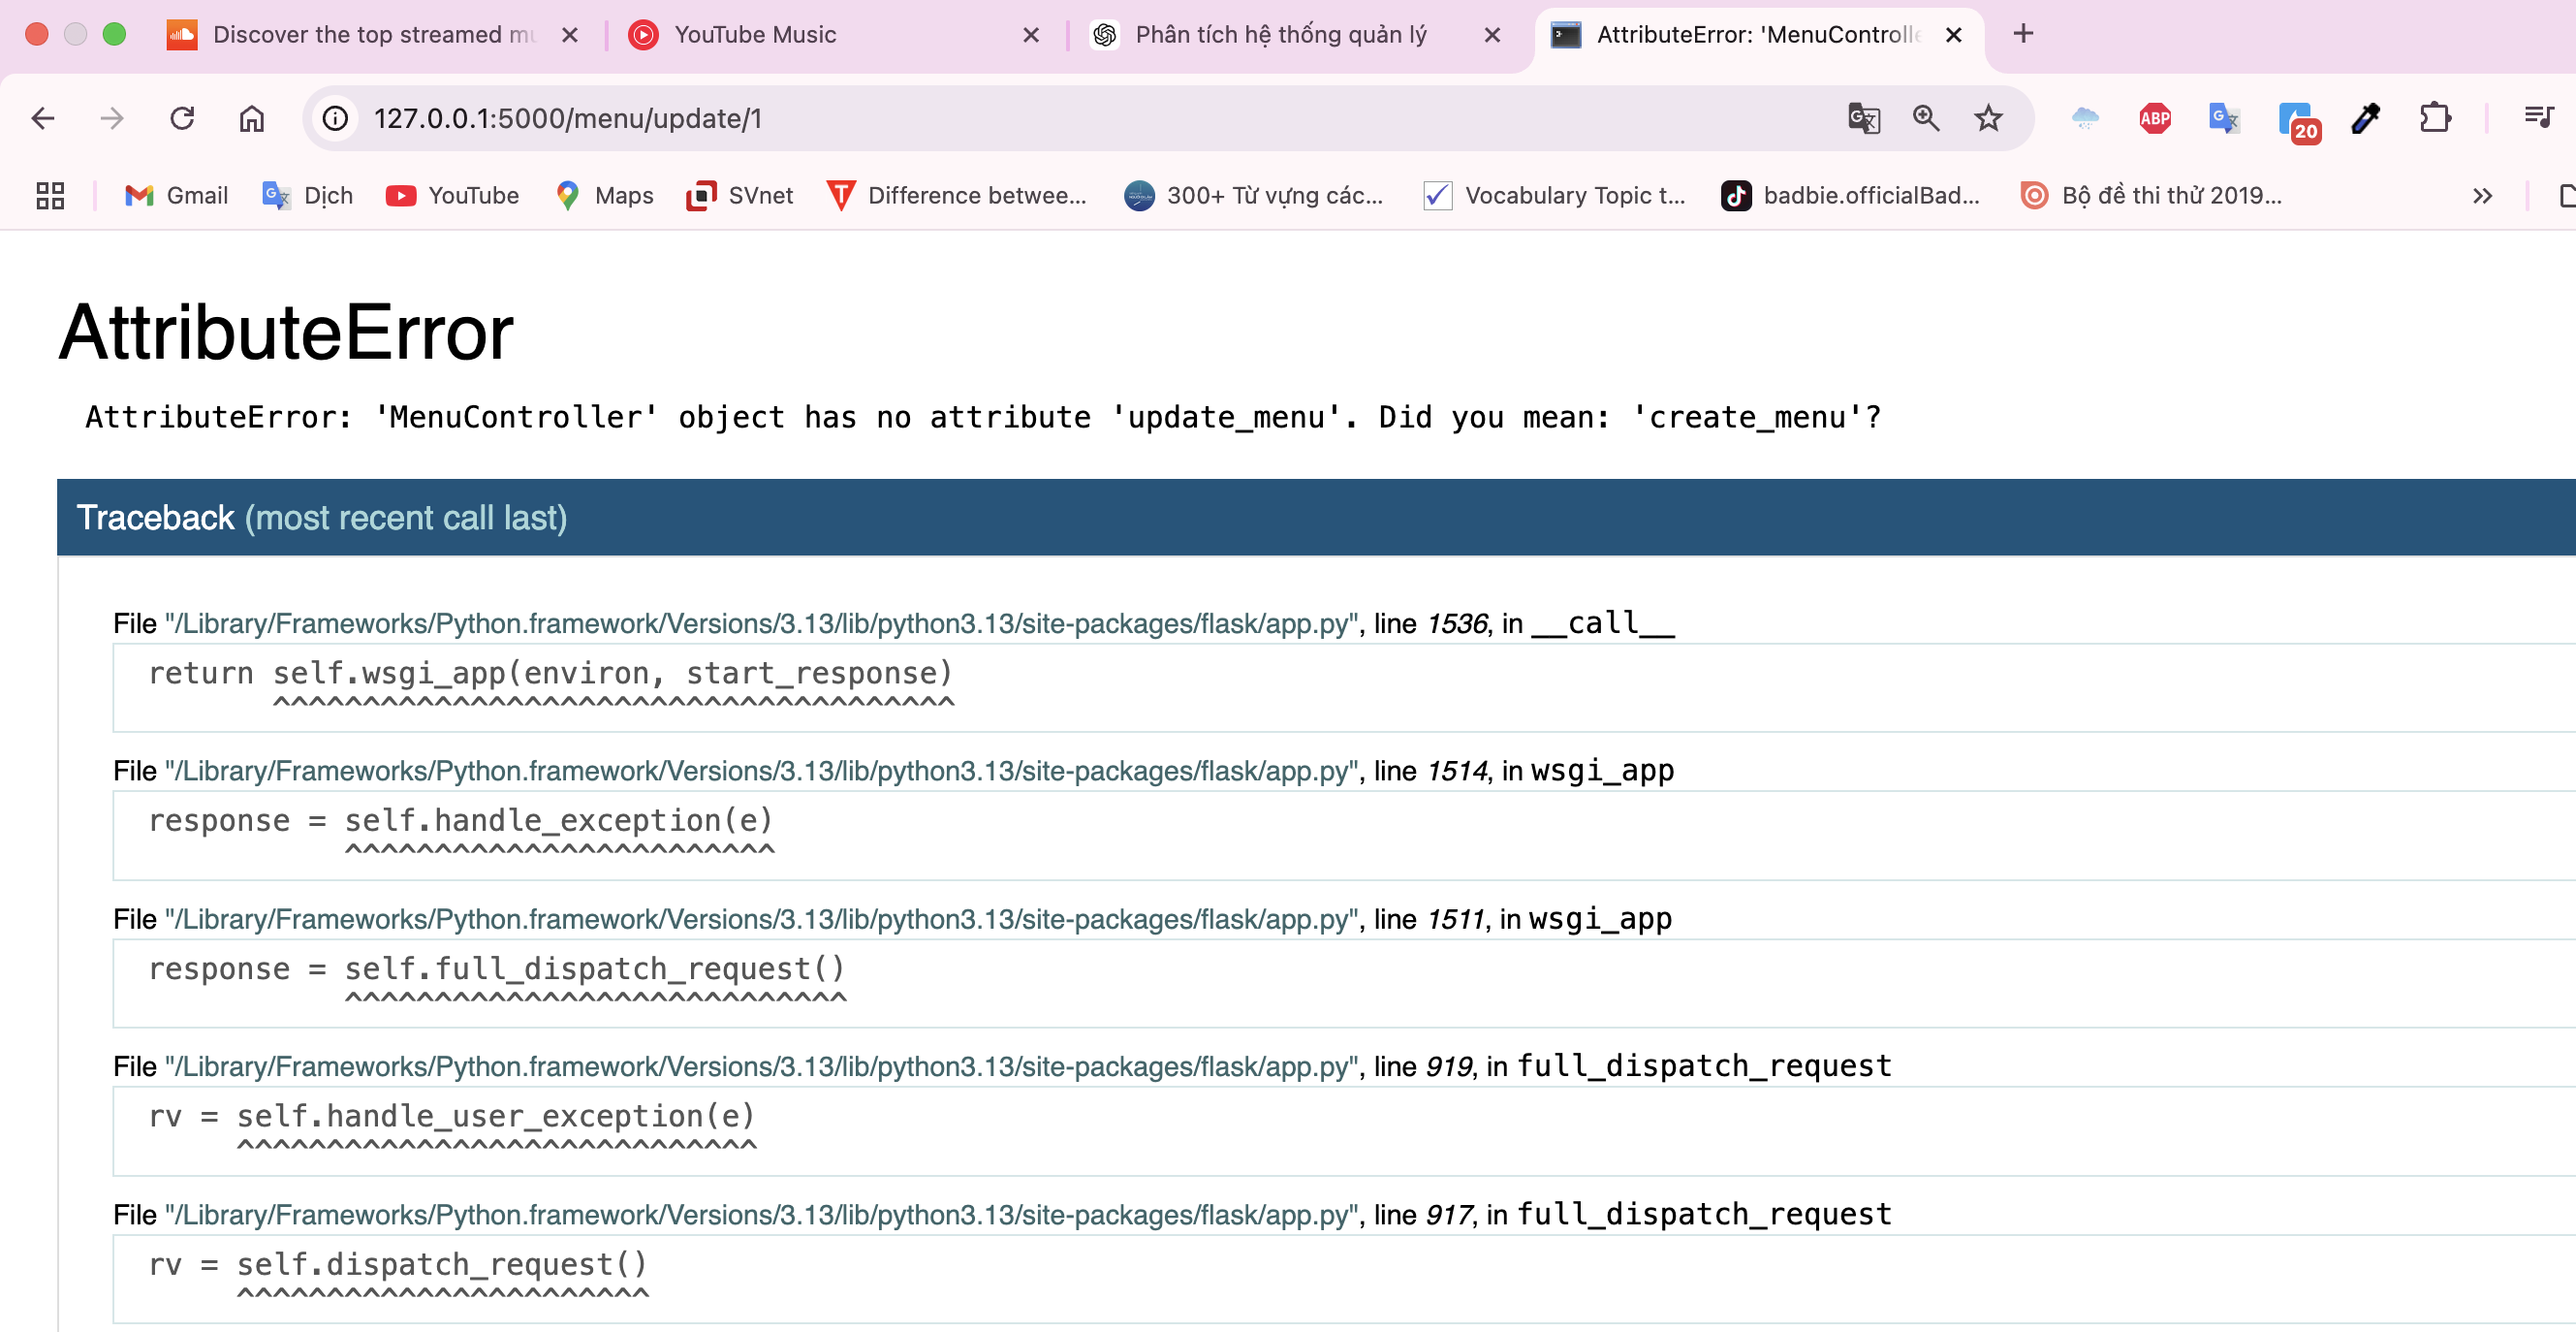 Discover the top streamed mu
YouTube Music
Phân tích hệ thống quản lý
AttributeError: 'MenuControlle
127.0.0.1:5000/menu/update/1
ABP
20
Gmail
Dịch
YouTube
Maps
SVnet
Difference betwee...
300+ Từ vựng các...
Vocabulary Topic t...
badbie.officialBad...
Bộ đề thi thử 2019...
AttributeError
AttributeError: 'MenuController' object has no attribute 'update_menu'. Did you mean: 'create_menu'?
Traceback (most recent call last)
File "/Library/Frameworks/Python.framework/Versions/3.13/lib/python3.13/site-packages/flask/app.py", line 1536, in __call__
return self.wsgi_app(environ, start_response)
^^^^^^^^^^^^^^^^^^^^^^^^^^^^^^^^^^^^^^
File "/Library/Frameworks/Python.framework/Versions/3.13/lib/python3.13/site-packages/flask/app.py", line 1514, in wsgi_app
response = self.handle_exception(e)
^^^^^^^^^^^^^^^^^^^^^^^^
File "/Library/Frameworks/Python.framework/Versions/3.13/lib/python3.13/site-packages/flask/app.py", line 1511, in wsgi_app
response = self.full_dispatch_request()
^^^^^^^^^^^^^^^^^^^^^^^^^^^^
File "/Library/Frameworks/Python.framework/Versions/3.13/lib/python3.13/site-packages/flask/app.py", line 919, in full_dispatch_request
rv = self.handle_user_exception(e)
^^^^^^^^^^^^^^^^^^^^^^^^^^^^^
File "/Library/Frameworks/Python.framework/Versions/3.13/lib/python3.13/site-packages/flask/app.py", line 917, in full_dispatch_request
rv = self.dispatch_request()
^^^^^^^^^^^^^^^^^^^^^^^